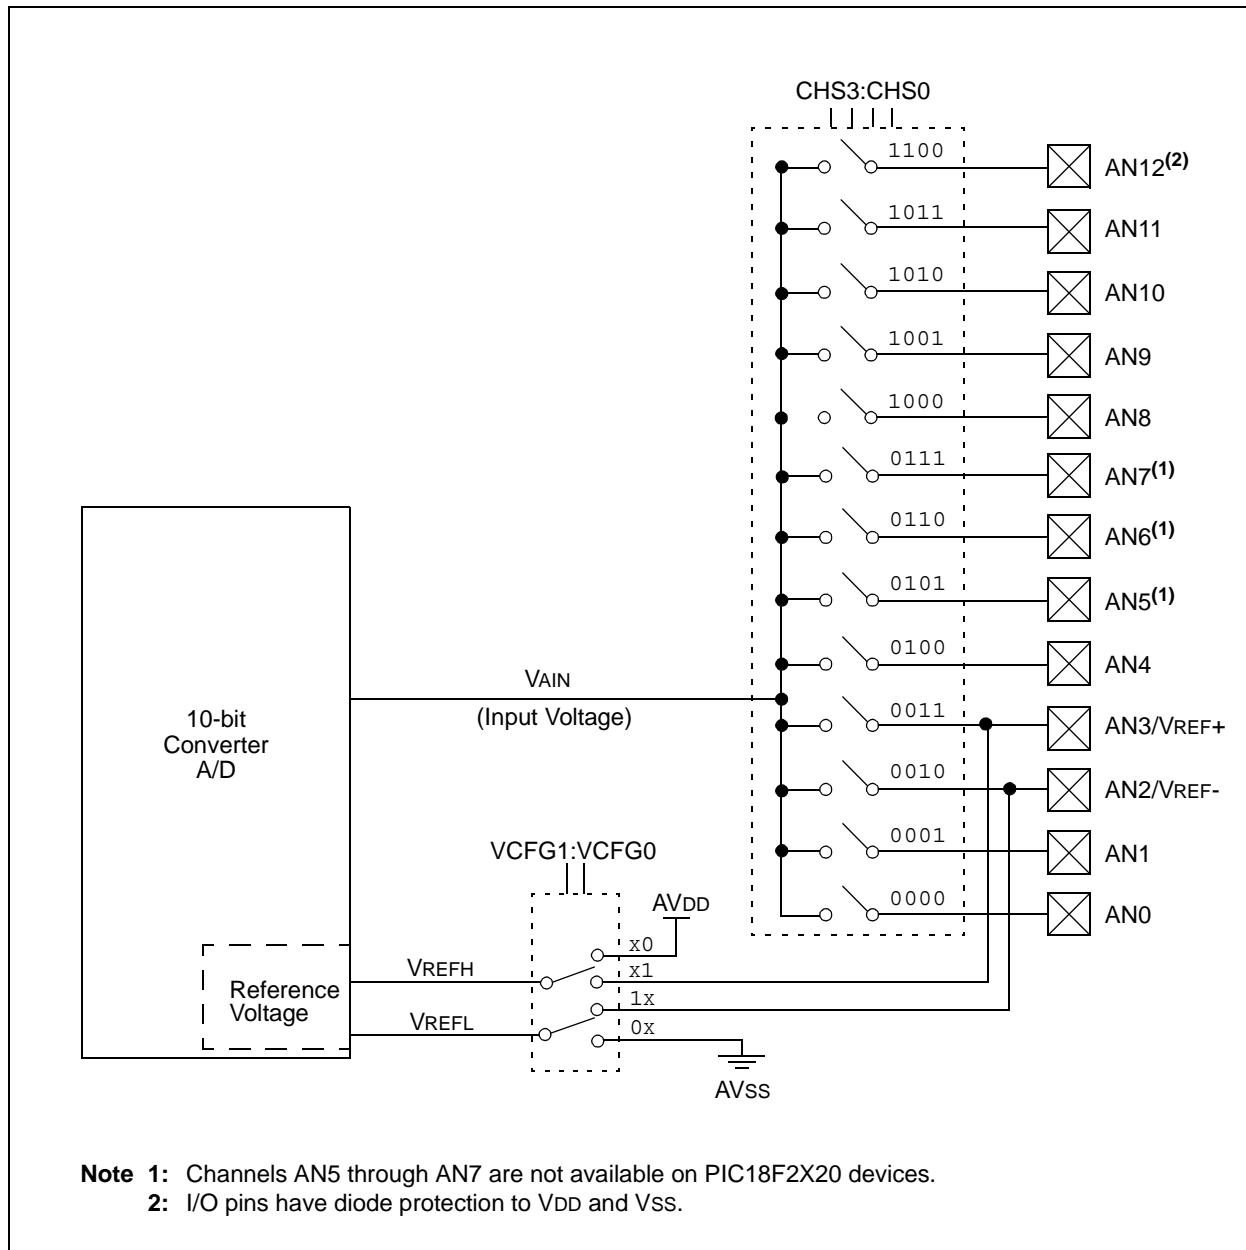 CHS3:CHS0
1100 AN12(2)
1011 AN11
1010 AN10
1001 AN9
1000 AN8
0111 AN7(1)
0110 AN6(1)
0101 AN5(1)
0100 AN4
VAIN
(Input Voltage)
0011 AN3/VREF+
0010 AN2/VREF-
0001 AN1
0000 AN0
10-bit
Converter
A/D
VCFG1:VCFG0
AVDD
x0
VREFH
x1
Reference
Voltage
1x
VREFL
0x
AVSS
Note 1: Channels AN5 through AN7 are not available on PIC18F2X20 devices.
2: I/O pins have diode protection to VDD and VSS.